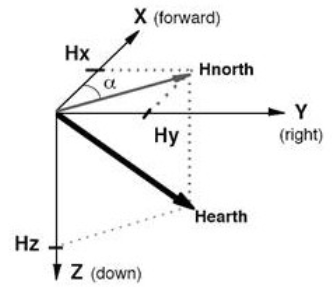 X (forward)
Hx
Hnorth
α
Y
(right)
Hy
Hearth
Hz
Z (down)